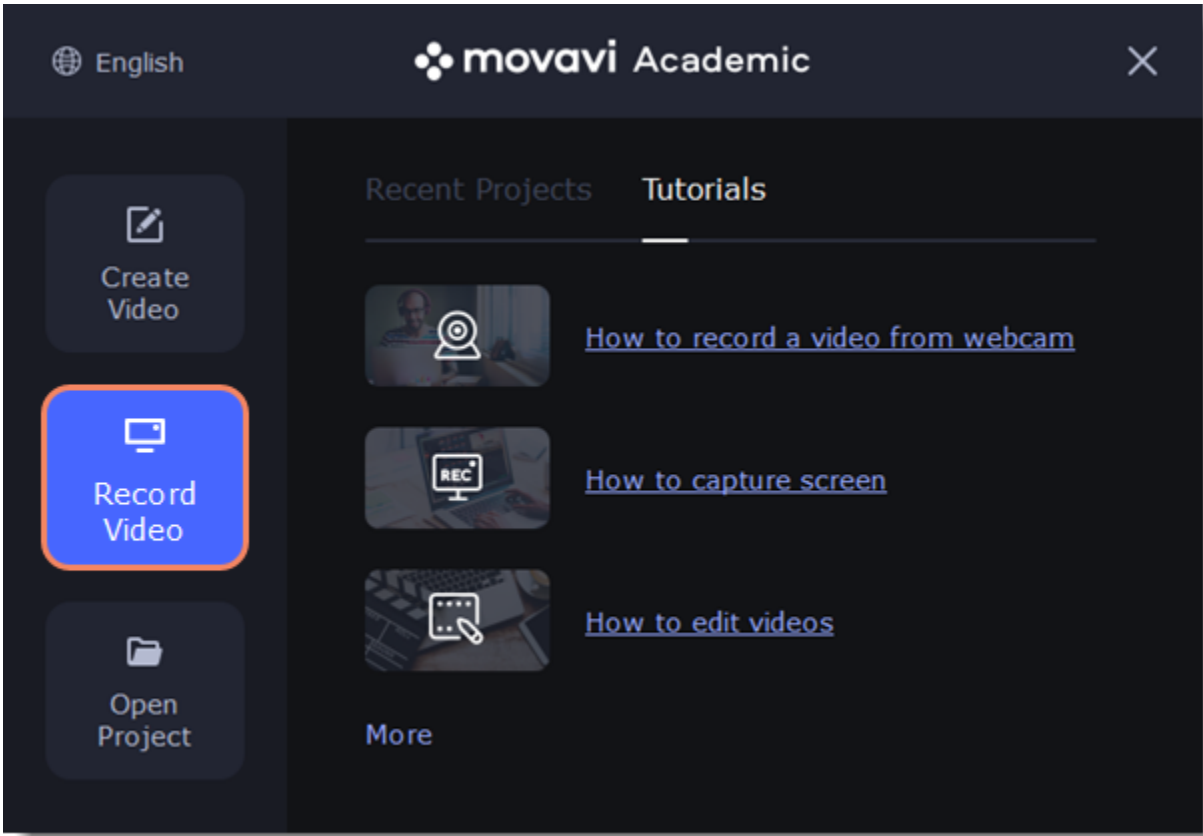 English
movavi Academic
Recent Projects
Tutorials
Create
Video
How to record a video from webcam
Record
Video
REC
How to capture screen
How to edit videos
Open
Project
More